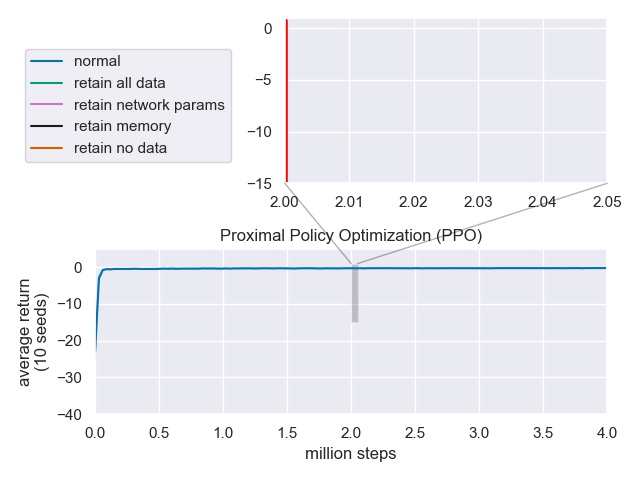 normal
retain all data
retain network params
retain memory
retain no data
0
−5
−10
−15
2.00 2.01 2.02 2.03 2.04 2.05
Proximal Policy Optimization (PPO)
average return
(10 seeds)
0
−10
−20
−30
−40
0.0 0.5 1.0 1.5 2.0 2.5 3.0 3.5 4.0
million steps